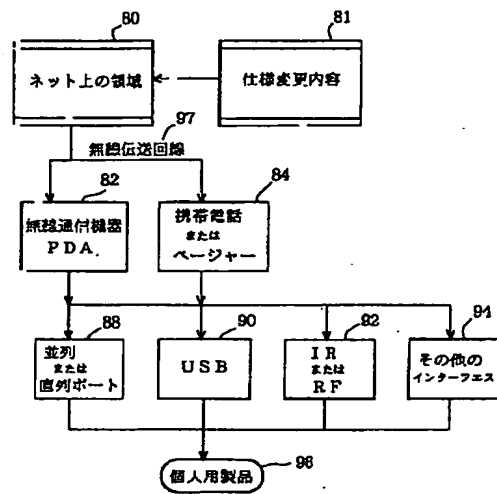 80
81
ネット上の領域
仕様変更内容
97
無線伝送回線
82
84
無線通信機器
PDA.
携帯電話
または
ページャー
88
90
92
94
並列
または
直列ポート
USB
IR
または
RF
その他の
インターフエス
個人用製品
96